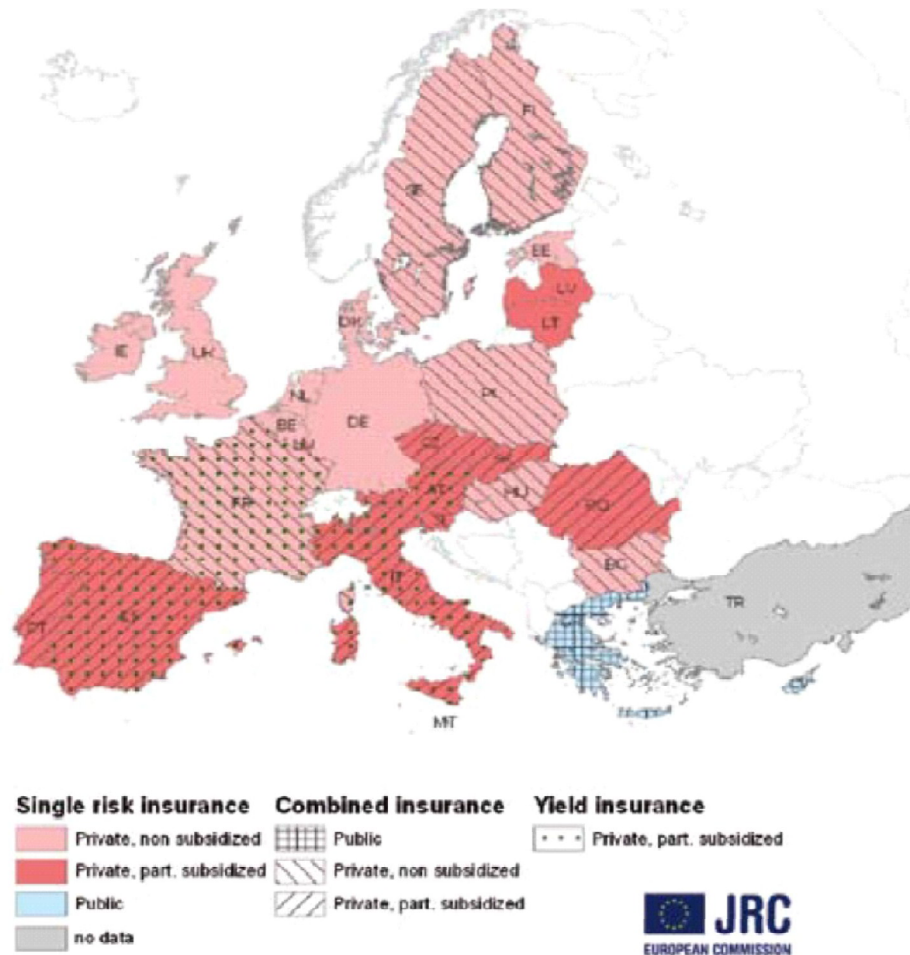 FI
SE
EE
LV
LT
DK
IE
UK
NL
PL
BE
DE
LU
CZ
AT
HU
RO
FR
BG
IT
TR
PT
ES
MT
Single risk insurance Combined insurance Yield insurance
Private, non subsidized Public Private, part. subsidized
Private, part. subsidized Private, non subsidized
Public Private, part. subsidized
no data
JRC
EUROPEAN COMMISSION